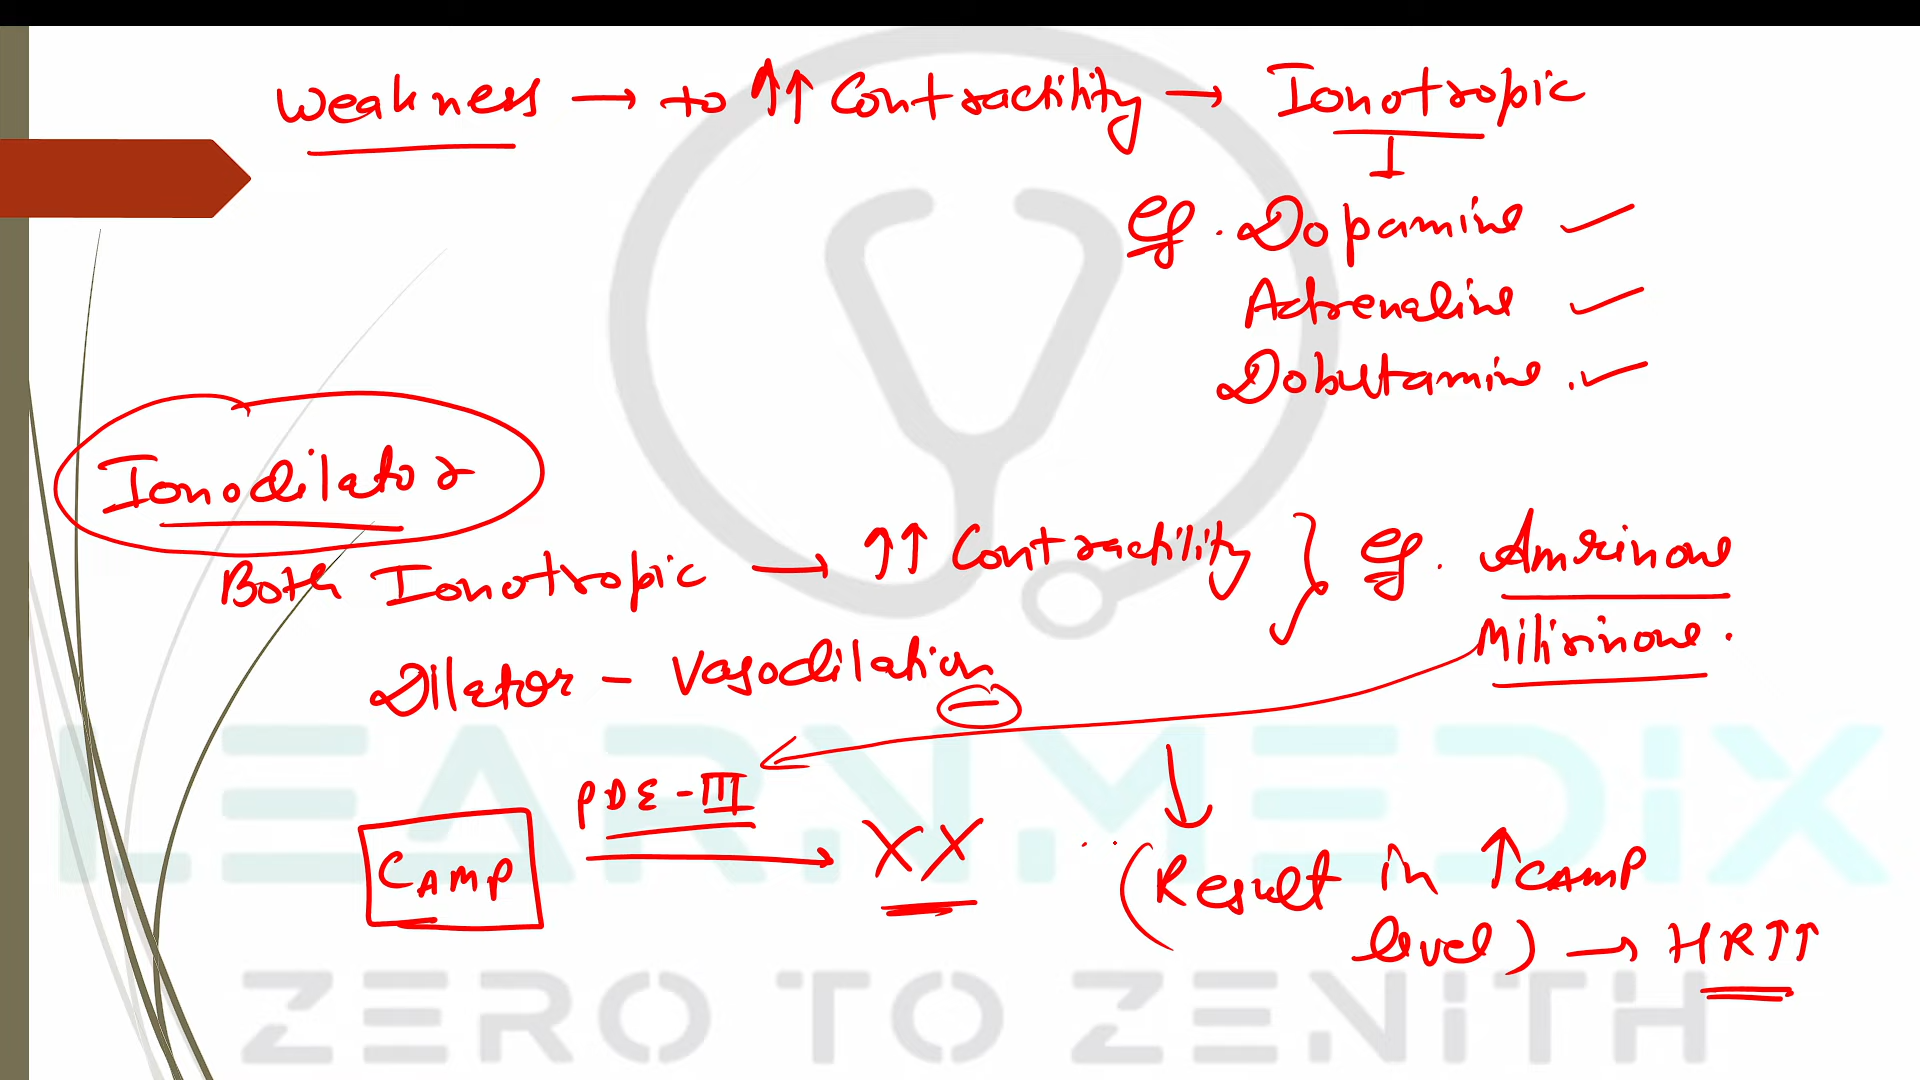 Weakness → to ↑↑ Contractility → Ionotropic
eg. Dopamine ✓
Adrenaline ✓
Dobutamine. ✓
Ionodilator
Both Ionotropic → ↑↑ Contractility } eg. Amrinone
Milirinone.
Dilator - Vasodilation
PDE-III
CAMP → XX
(Result in ↑ CAMP
level) → HR↑↑
LEARNMEDiX
ZERO TO ZENiTH